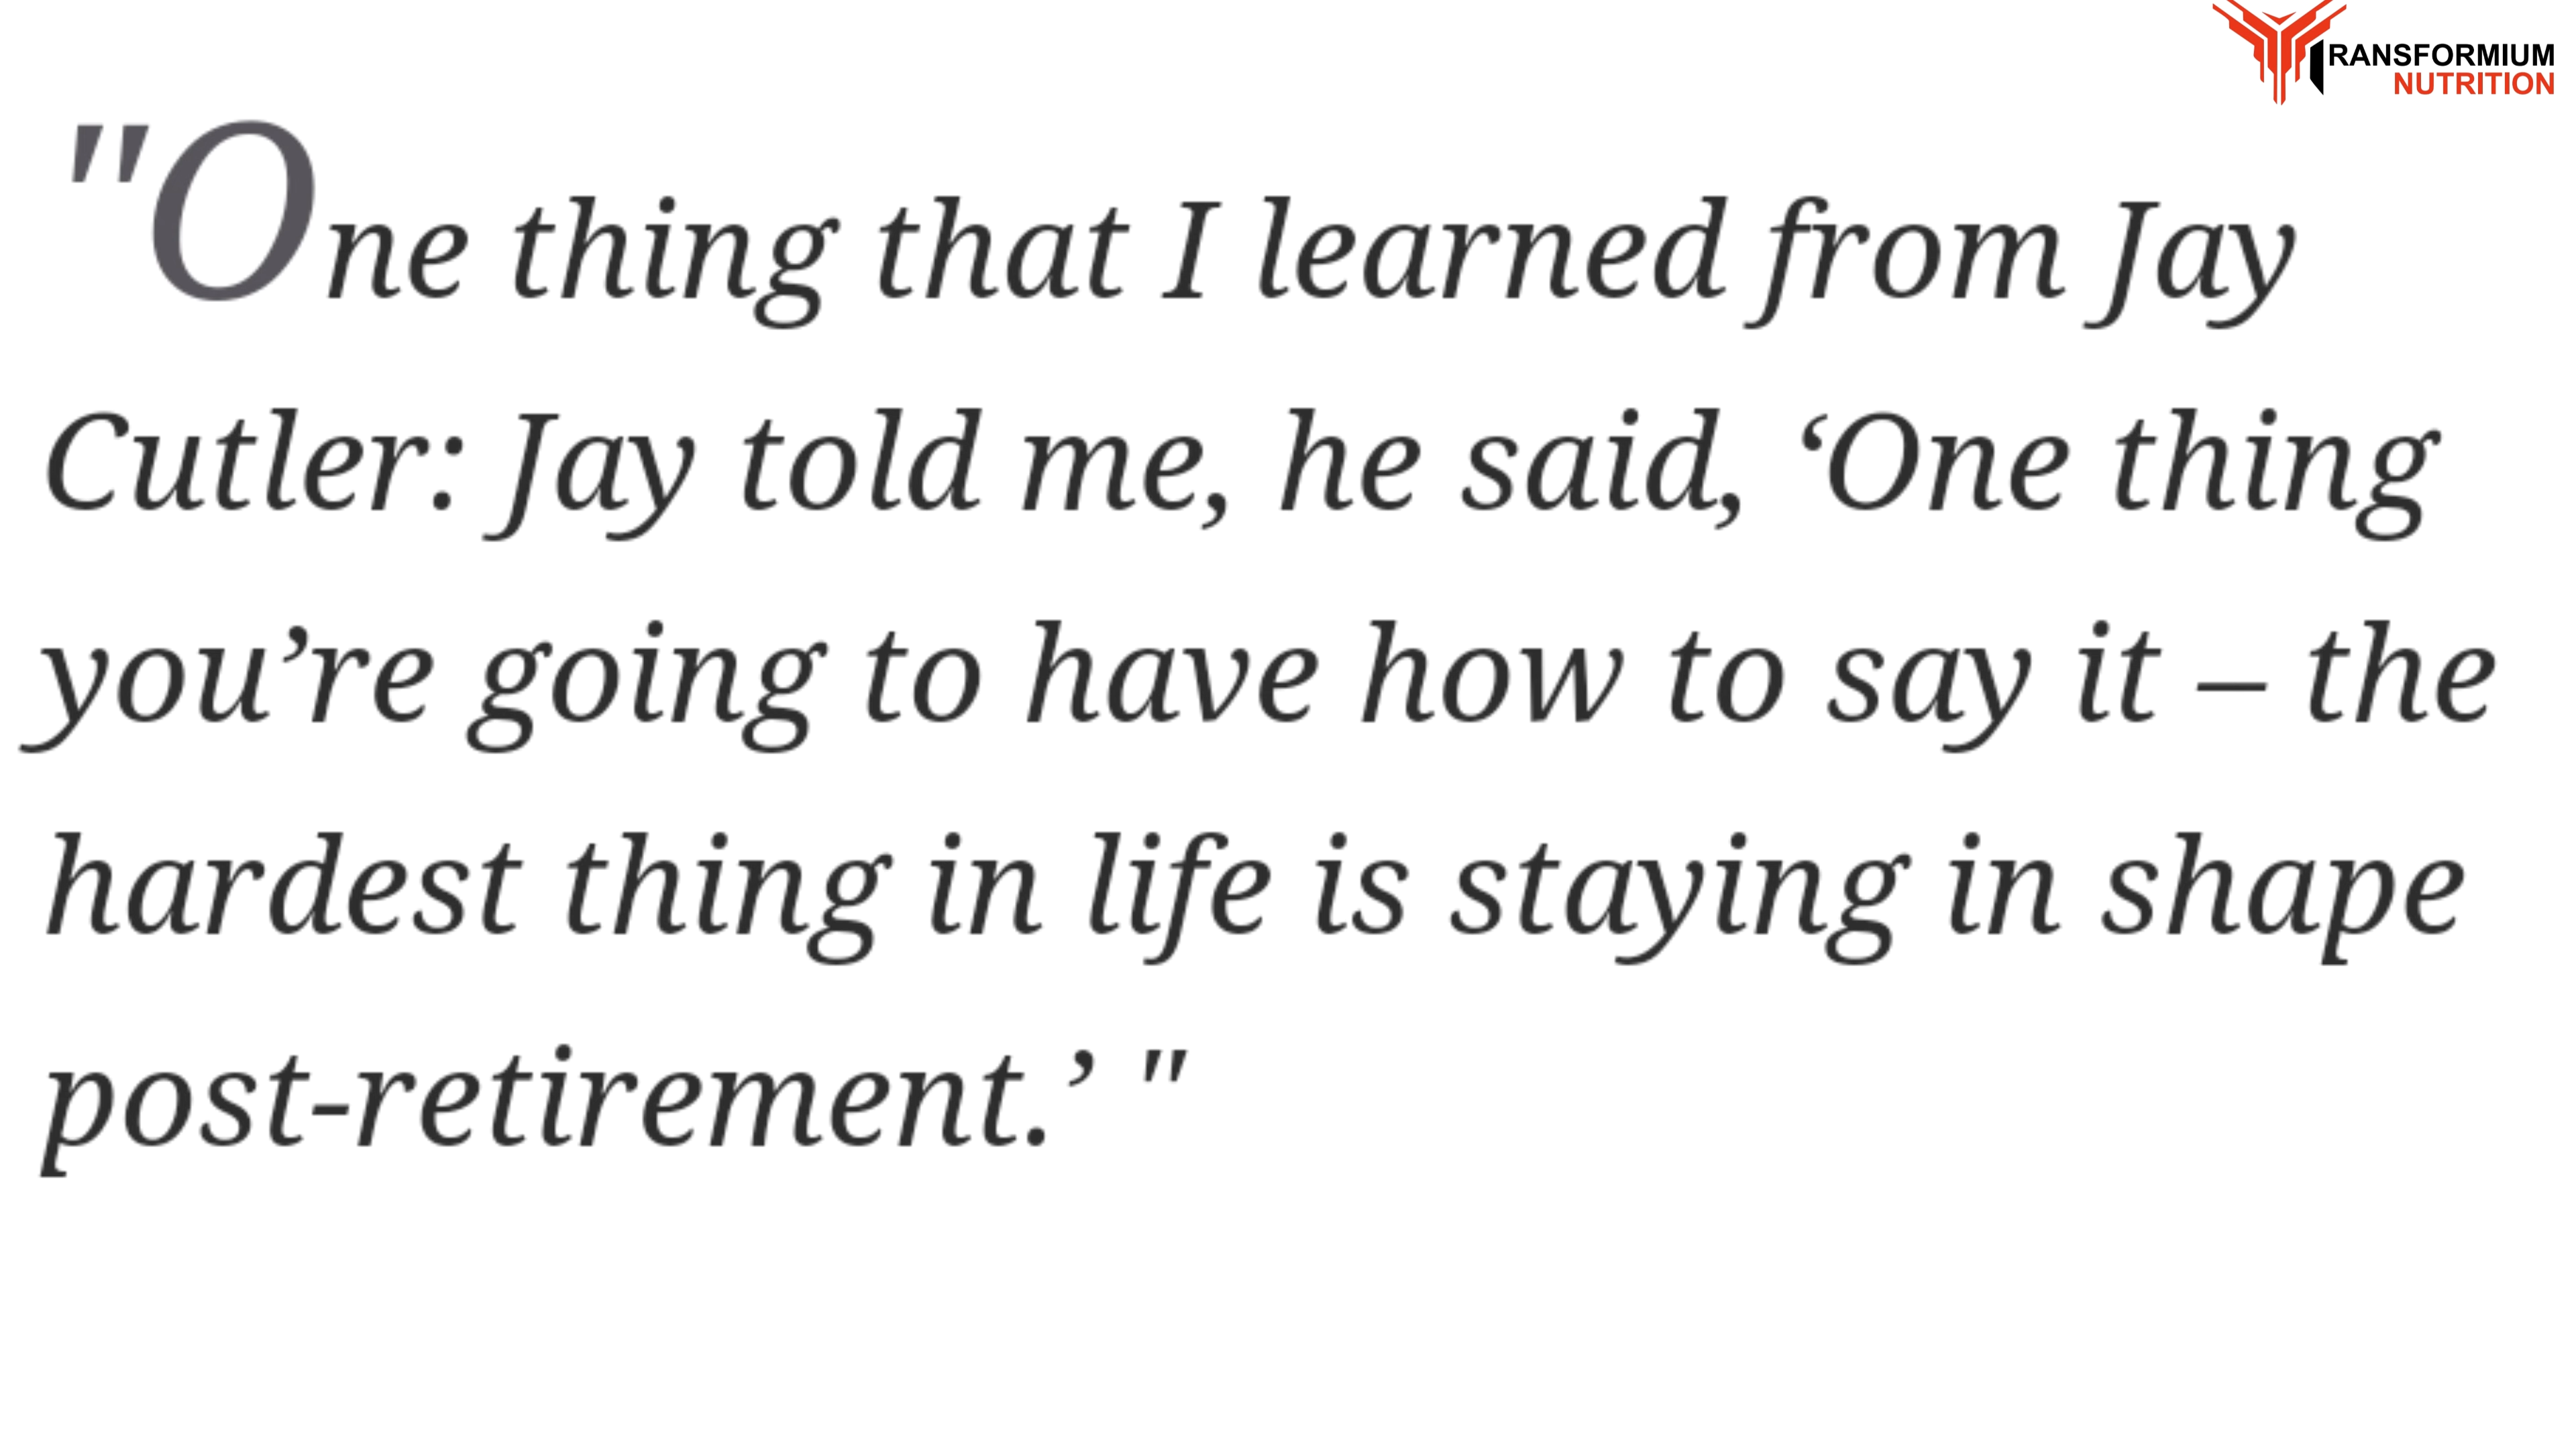 RANSFORMIUM
NUTRITION
"One thing that I learned from Jay
Cutler: Jay told me, he said, ‘One thing
you’re going to have how to say it – the
hardest thing in life is staying in shape
post-retirement.’ "